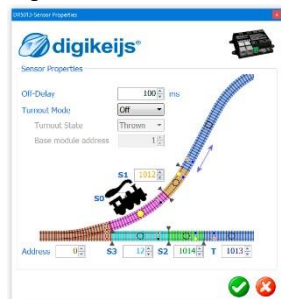 DR5013 Sensor Properties
digikeijs®
Sensor Properties
Off-Delay 100 ms
Turnout Mode Off
Turnout State Thrown
Base module address 1
S1 1012
S0
Address 0 S3 12 S2 1014 T 1013